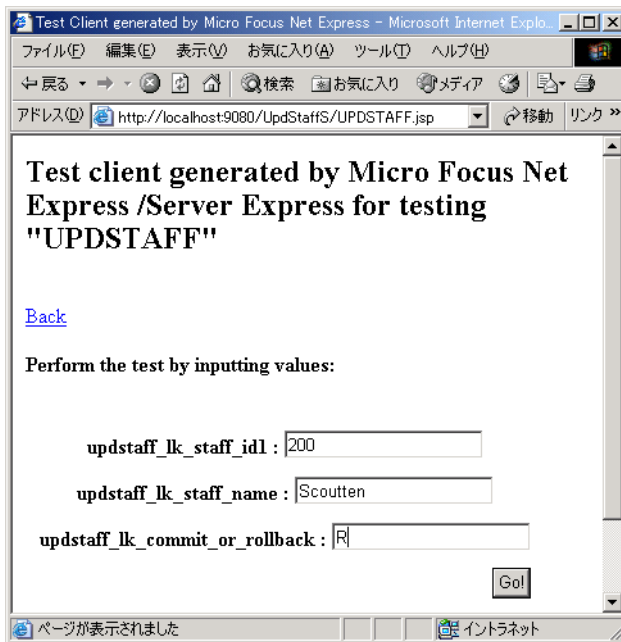 Test Client generated by Micro Focus Net Express - Microsoft Internet Explo...
ファイル(F) 編集(E) 表示(V) お気に入り(A) ツール(T) ヘルプ(H)
戻る 検索 お気に入り メディア
アドレス(D) http://localhost:9080/UpdStaffS/UPDSTAFF.jsp 移動 リンク »
Test client generated by Micro Focus Net
Express /Server Express for testing
"UPDSTAFF"
Back
Perform the test by inputting values:
updstaff_lk_staff_id1 : 200
updstaff_lk_staff_name : Scoutten
updstaff_lk_commit_or_rollback : R
Go!
ページが表示されました イントラネット